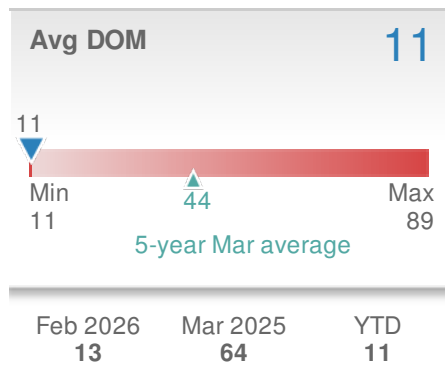 Avg DOM 11
11
Min 44 Max
11 89
5-year Mar average
Feb 2026 Mar 2025 YTD
13 64 11